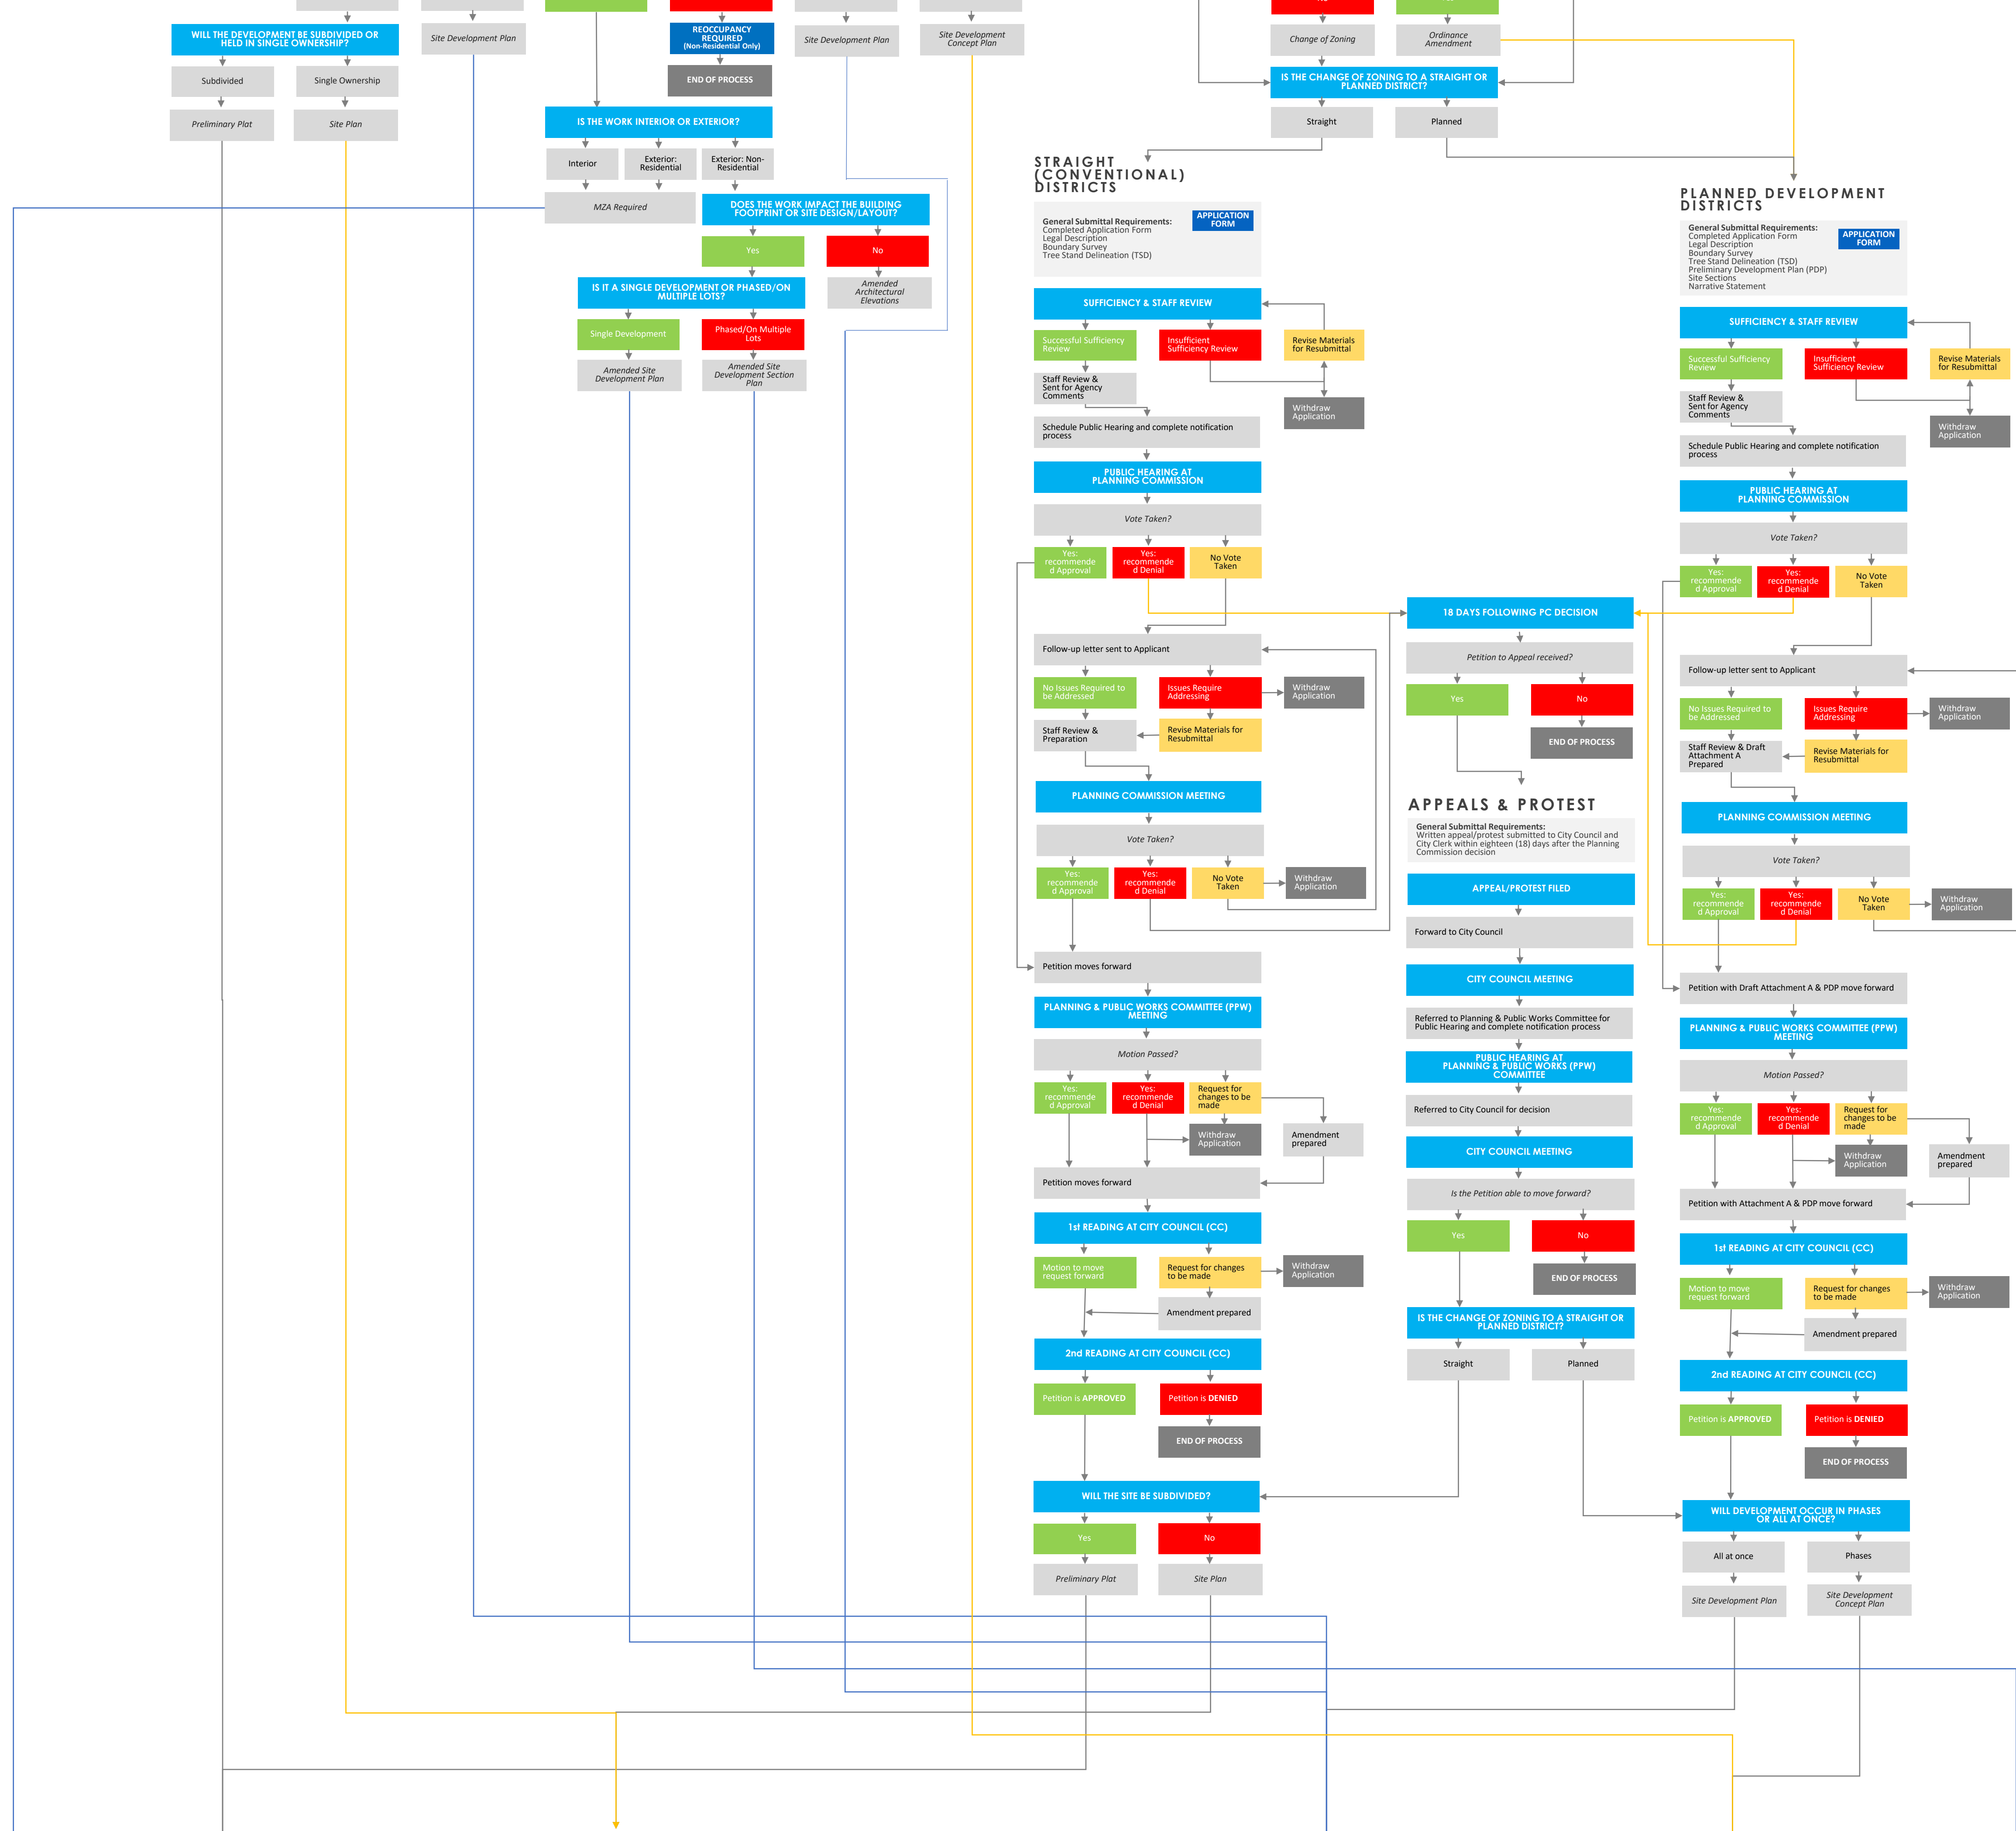 WILL THE DEVELOPMENT BE SUBDIVIDED OR
HELD IN SINGLE OWNERSHIP?
Subdivided
Single Ownership
Preliminary Plat
Site Plan
Site Development Plan
REOCCUPANCY
REQUIRED
(Non-Residential Only)
END OF PROCESS
Site Development Plan
Site Development
Concept Plan
IS THE WORK INTERIOR OR EXTERIOR?
Interior
Exterior:
Residential
Exterior: Non-
Residential
MZA Required
DOES THE WORK IMPACT THE BUILDING
FOOTPRINT OR SITE DESIGN/LAYOUT?
Yes
No
Amended
Architectural
Elevations
IS IT A SINGLE DEVELOPMENT OR PHASED/ON
MULTIPLE LOTS?
Single Development
Phased/On Multiple
Lots
Amended Site
Development Plan
Amended Site
Development Section
Plan
Change of Zoning
Ordinance
Amendment
IS THE CHANGE OF ZONING TO A STRAIGHT OR
PLANNED DISTRICT?
Straight
Planned
STRAIGHT
(CONVENTIONAL)
DISTRICTS
General Submittal Requirements:
Completed Application Form
Legal Description
Boundary Survey
Tree Stand Delineation (TSD)
APPLICATION
FORM
SUFFICIENCY & STAFF REVIEW
Successful Sufficiency
Review
Insufficient
Sufficiency Review
Revise Materials
for Resubmittal
Staff Review &
Sent for Agency
Comments
Withdraw
Application
Schedule Public Hearing and complete notification
process
PUBLIC HEARING AT
PLANNING COMMISSION
Vote Taken?
Yes:
recommende
d Approval
Yes:
recommende
d Denial
No Vote
Taken
Follow-up letter sent to Applicant
No Issues Required to
be Addressed
Issues Require
Addressing
Withdraw
Application
Staff Review &
Preparation
Revise Materials for
Resubmittal
PLANNING COMMISSION MEETING
Vote Taken?
Yes:
recommende
d Approval
Yes:
recommende
d Denial
No Vote
Taken
Withdraw
Application
Petition moves forward
PLANNING & PUBLIC WORKS COMMITTEE (PPW)
MEETING
Motion Passed?
Yes:
recommende
d Approval
Yes:
recommende
d Denial
Request for
changes to be
made
Withdraw
Application
Amendment
prepared
Petition moves forward
1st READING AT CITY COUNCIL (CC)
Motion to move
request forward
Request for changes
to be made
Withdraw
Application
Amendment prepared
2nd READING AT CITY COUNCIL (CC)
Petition is APPROVED
Petition is DENIED
END OF PROCESS
WILL THE SITE BE SUBDIVIDED?
Yes
No
Preliminary Plat
Site Plan
18 DAYS FOLLOWING PC DECISION
Petition to Appeal received?
Yes
No
END OF PROCESS
APPEALS & PROTEST
General Submittal Requirements:
Written appeal/protest submitted to City Council and
City Clerk within eighteen (18) days after the Planning
Commission decision
APPEAL/PROTEST FILED
Forward to City Council
CITY COUNCIL MEETING
Referred to Planning & Public Works Committee for
Public Hearing and complete notification process
PUBLIC HEARING AT
PLANNING & PUBLIC WORKS (PPW)
COMMITTEE
Referred to City Council for decision
CITY COUNCIL MEETING
Is the Petition able to move forward?
Yes
No
END OF PROCESS
IS THE CHANGE OF ZONING TO A STRAIGHT OR
PLANNED DISTRICT?
Straight
Planned
PLANNED DEVELOPMENT
DISTRICTS
General Submittal Requirements:
Completed Application Form
Legal Description
Boundary Survey
Tree Stand Delineation (TSD)
Preliminary Development Plan (PDP)
Site Sections
Narrative Statement
APPLICATION
FORM
SUFFICIENCY & STAFF REVIEW
Successful Sufficiency
Review
Insufficient
Sufficiency Review
Revise Materials
for Resubmittal
Staff Review &
Sent for Agency
Comments
Withdraw
Application
Schedule Public Hearing and complete notification
process
PUBLIC HEARING AT
PLANNING COMMISSION
Vote Taken?
Yes:
recommende
d Approval
Yes:
recommende
d Denial
No Vote
Taken
Follow-up letter sent to Applicant
No Issues Required to
be Addressed
Issues Require
Addressing
Withdraw
Application
Staff Review & Draft
Attachment A
Prepared
Revise Materials for
Resubmittal
PLANNING COMMISSION MEETING
Vote Taken?
Yes:
recommende
d Approval
Yes:
recommende
d Denial
No Vote
Taken
Withdraw
Application
Petition with Draft Attachment A & PDP move forward
PLANNING & PUBLIC WORKS COMMITTEE (PPW)
MEETING
Motion Passed?
Yes:
recommende
d Approval
Yes:
recommende
d Denial
Request for
changes to be
made
Withdraw
Application
Amendment
prepared
Petition with Attachment A & PDP move forward
1st READING AT CITY COUNCIL (CC)
Motion to move
request forward
Request for changes
to be made
Withdraw
Application
Amendment prepared
2nd READING AT CITY COUNCIL (CC)
Petition is APPROVED
Petition is DENIED
END OF PROCESS
WILL DEVELOPMENT OCCUR IN PHASES
OR ALL AT ONCE?
All at once
Phases
Site Development Plan
Site Development
Concept Plan